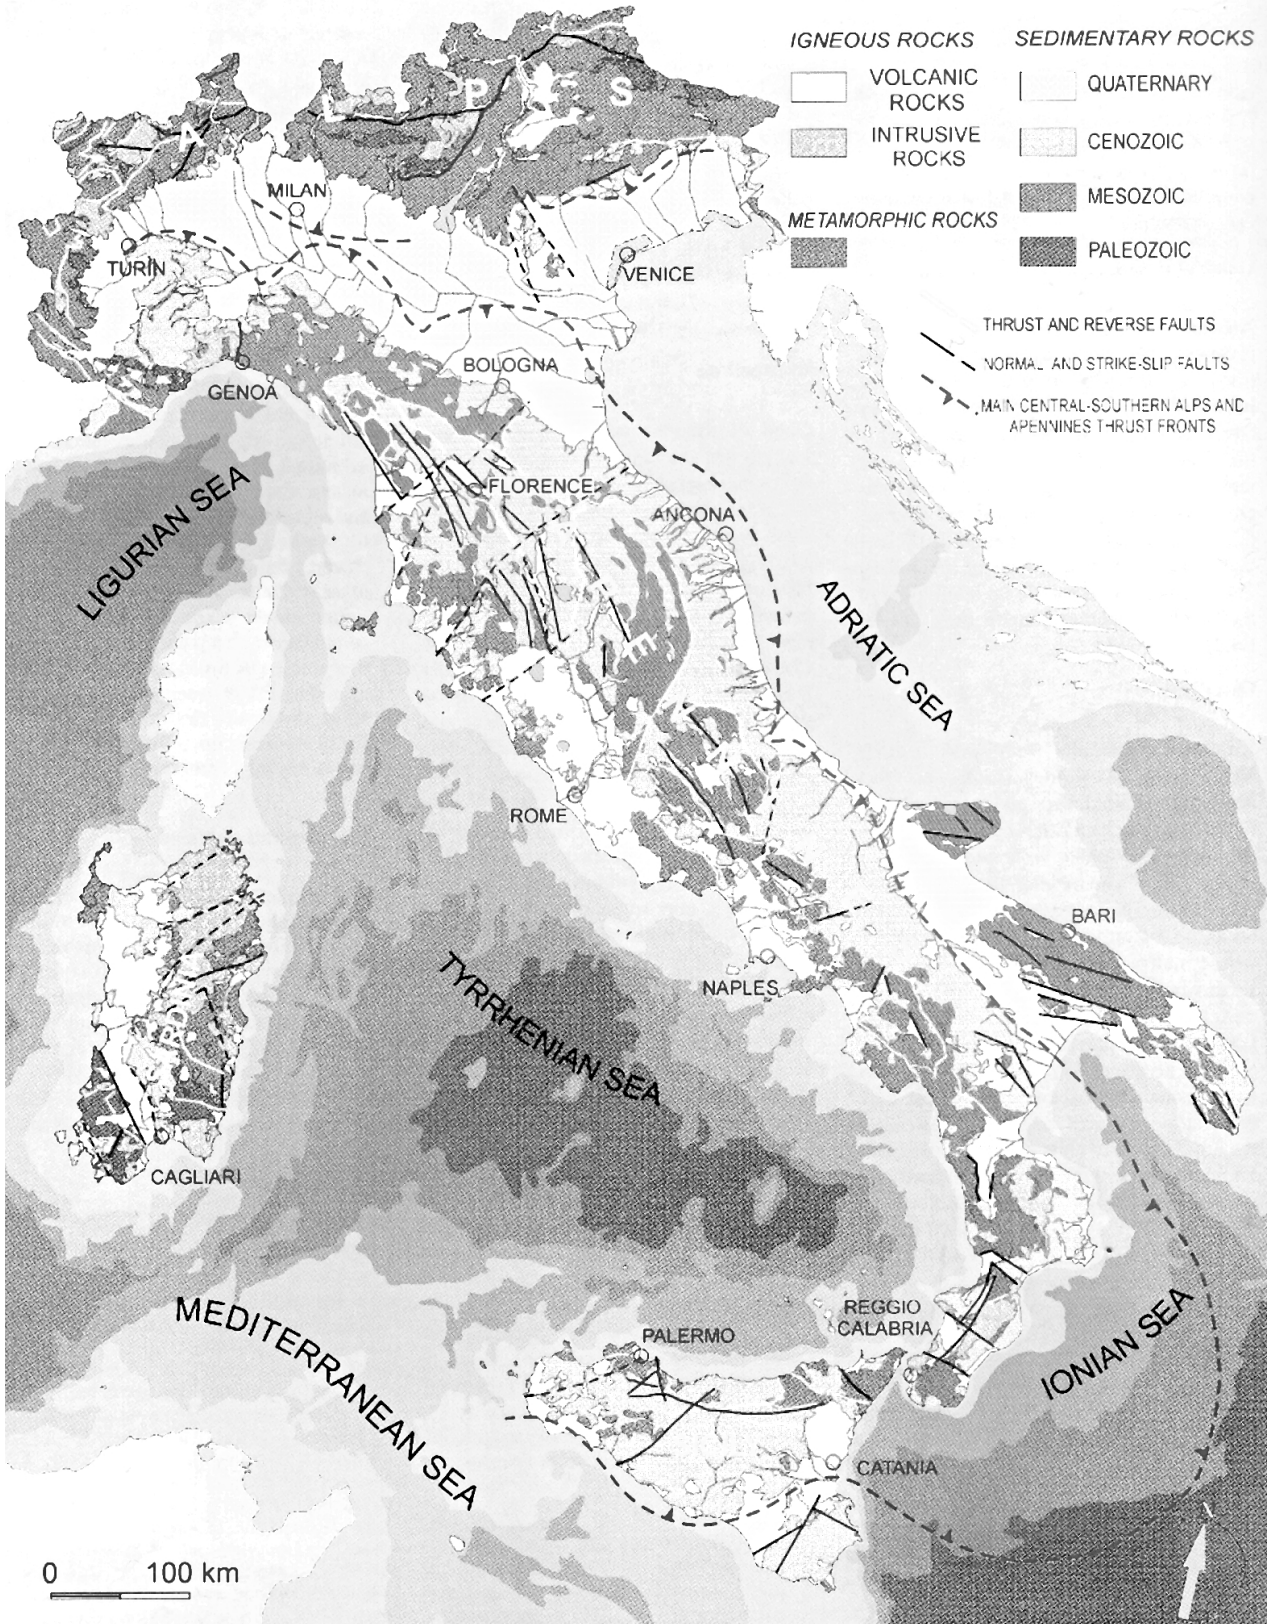 IGNEOUS ROCKS
VOLCANIC
ROCKS
INTRUSIVE
ROCKS
METAMORPHIC ROCKS
SEDIMENTARY ROCKS
QUATERNARY
CENOZOIC
MESOZOIC
PALEOZOIC
THRUST AND REVERSE FAULTS
NORMAL AND STRIKE-SLIP FAULTS
MAIN CENTRAL-SOUTHERN ALPS AND
APENNINES THRUST FRONTS
A L P S
MILAN
TURIN
VENICE
GENOA
BOLOGNA
FLORENCE
ANCONA
LIGURIAN SEA
ADRIATIC SEA
ROME
BARI
NAPLES
TYRRHENIAN SEA
CAGLIARI
MEDITERRANEAN SEA
REGGIO
CALABRIA
PALERMO
IONIAN SEA
CATANIA
0 100 km